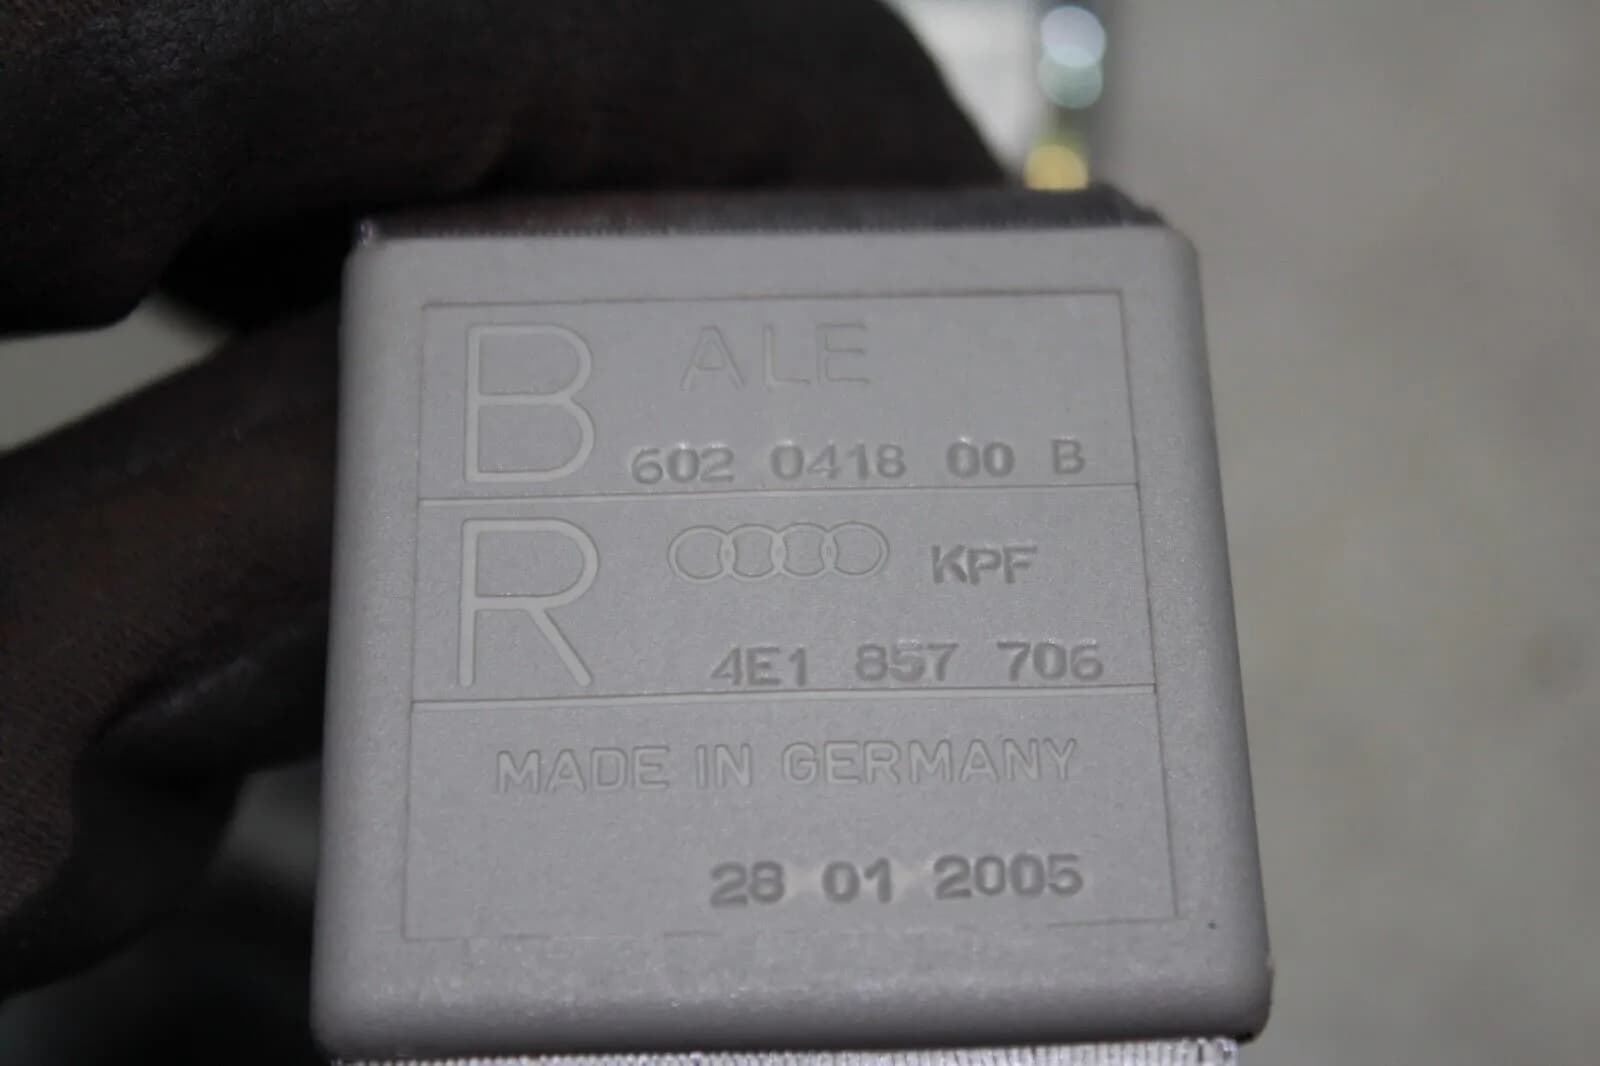 B ALE
602 0418 00 B
R KPF
4E1 857 706
MADE IN GERMANY
28 01 2005